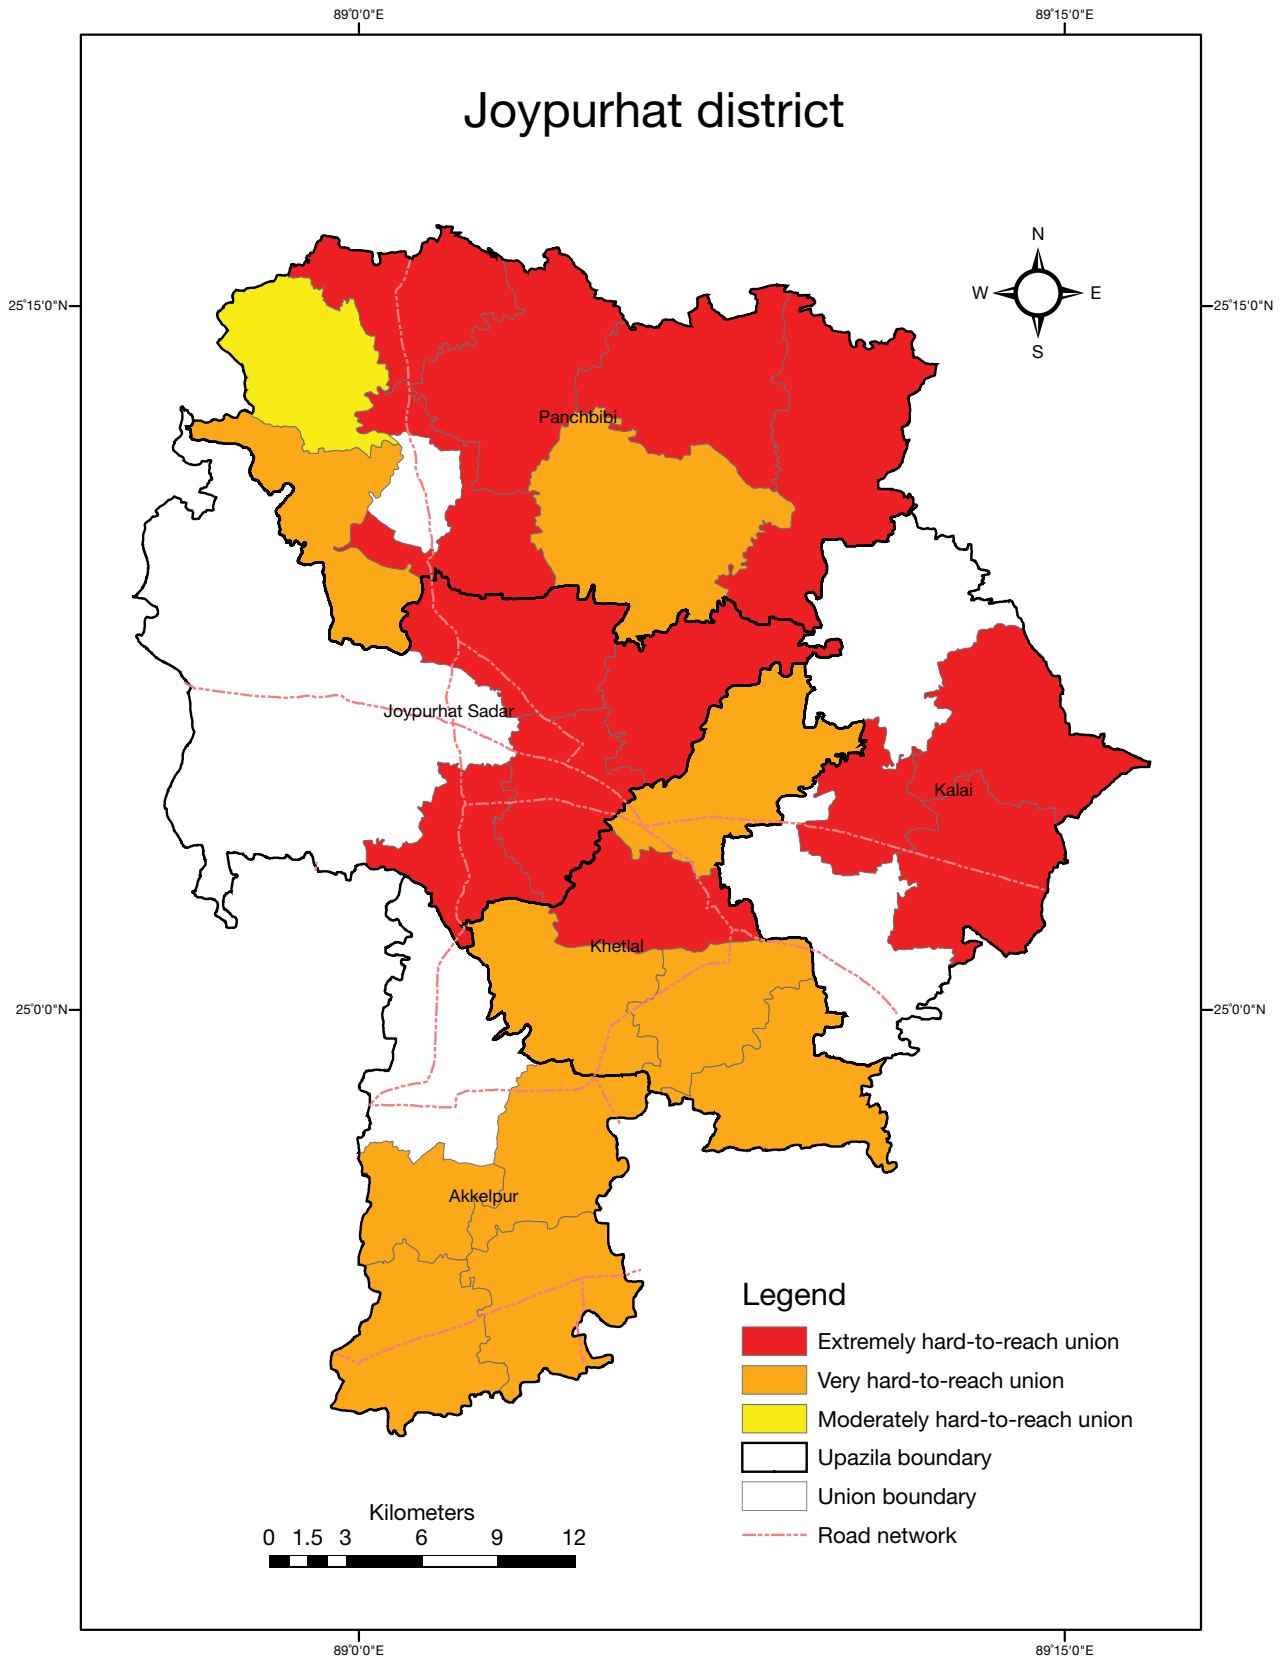 89°0'0"E
89°15'0"E
Joypurhat district
N
W
E
S
25°15'0"N
25°15'0"N
Panchbibi
Joypurhat Sadar
Kalai
Khetlal
25°0'0"N
25°0'0"N
Akkelpur
Legend
Extremely hard-to-reach union
Very hard-to-reach union
Moderately hard-to-reach union
Upazila boundary
Union boundary
Road network
Kilometers
0 1.5 3 6 9 12
89°0'0"E
89°15'0"E